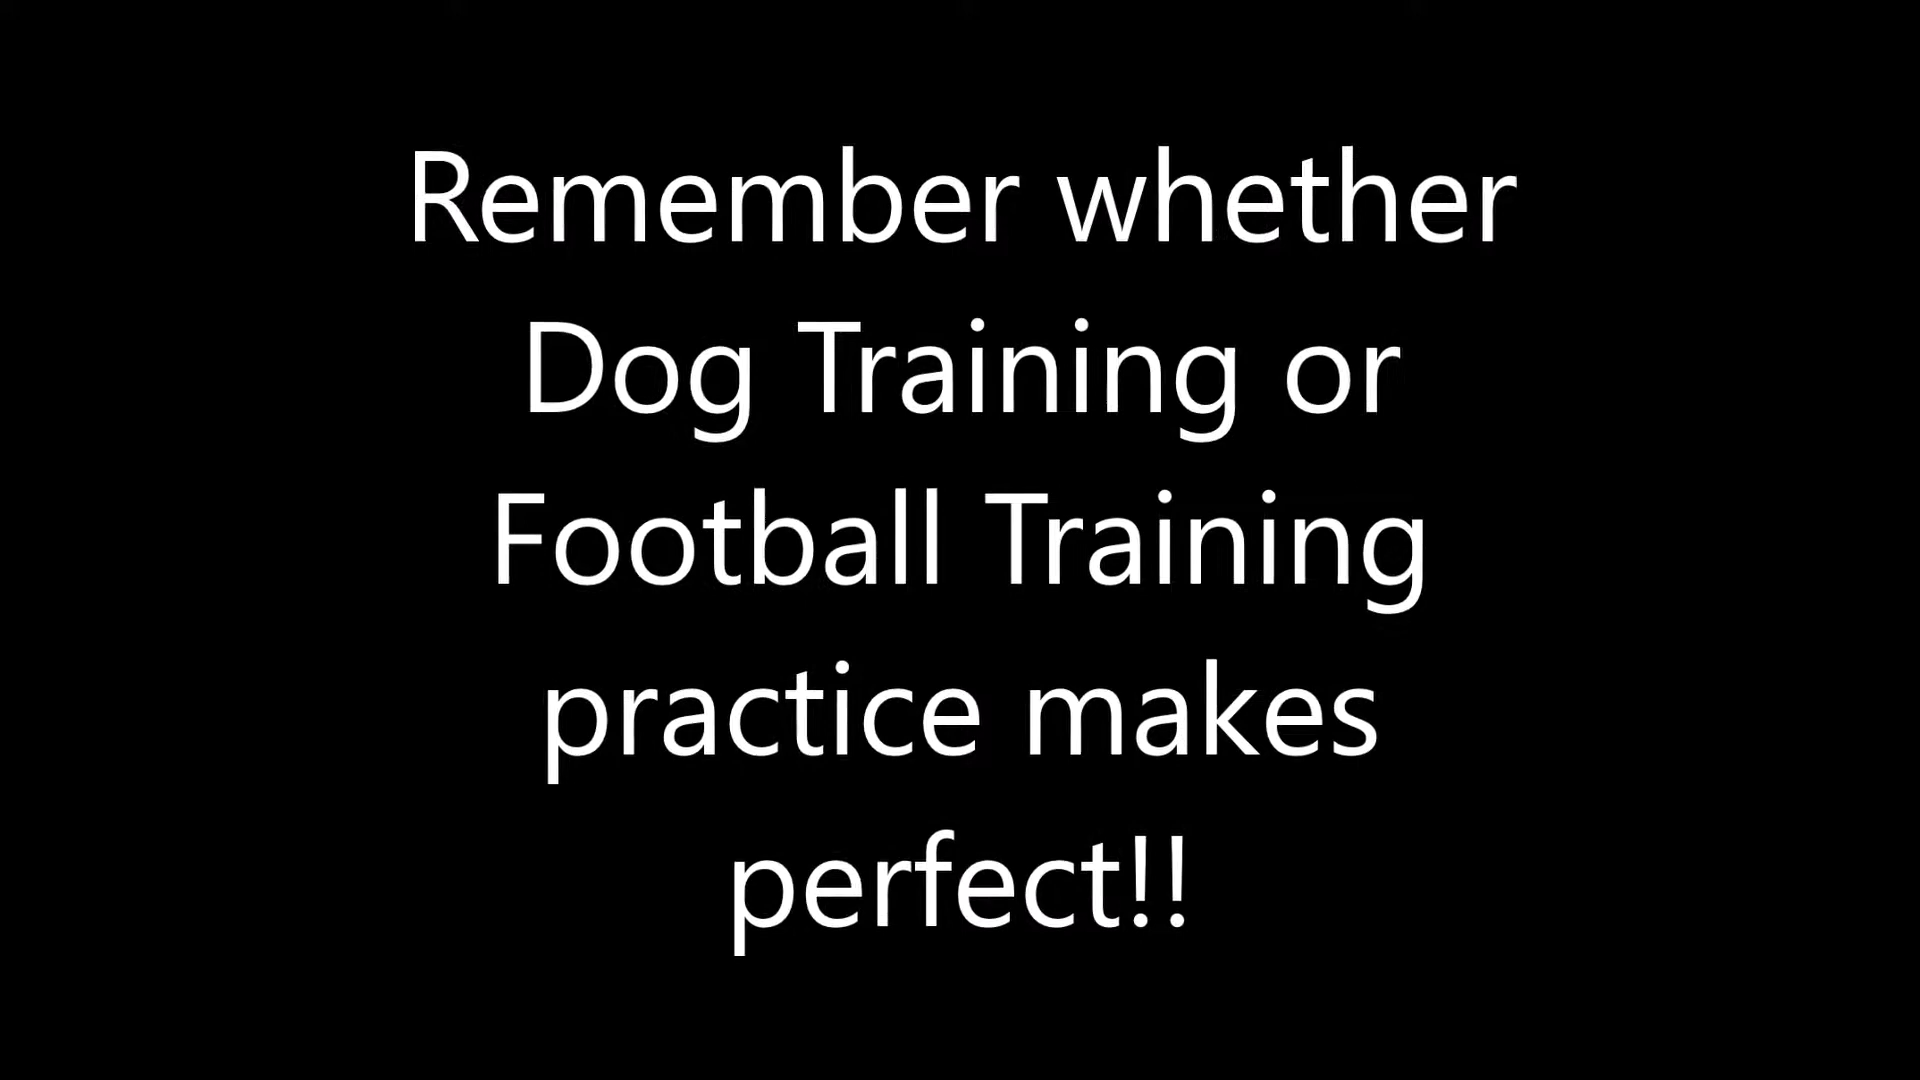 Remember whether
Dog Training or
Football Training
practice makes
perfect!!